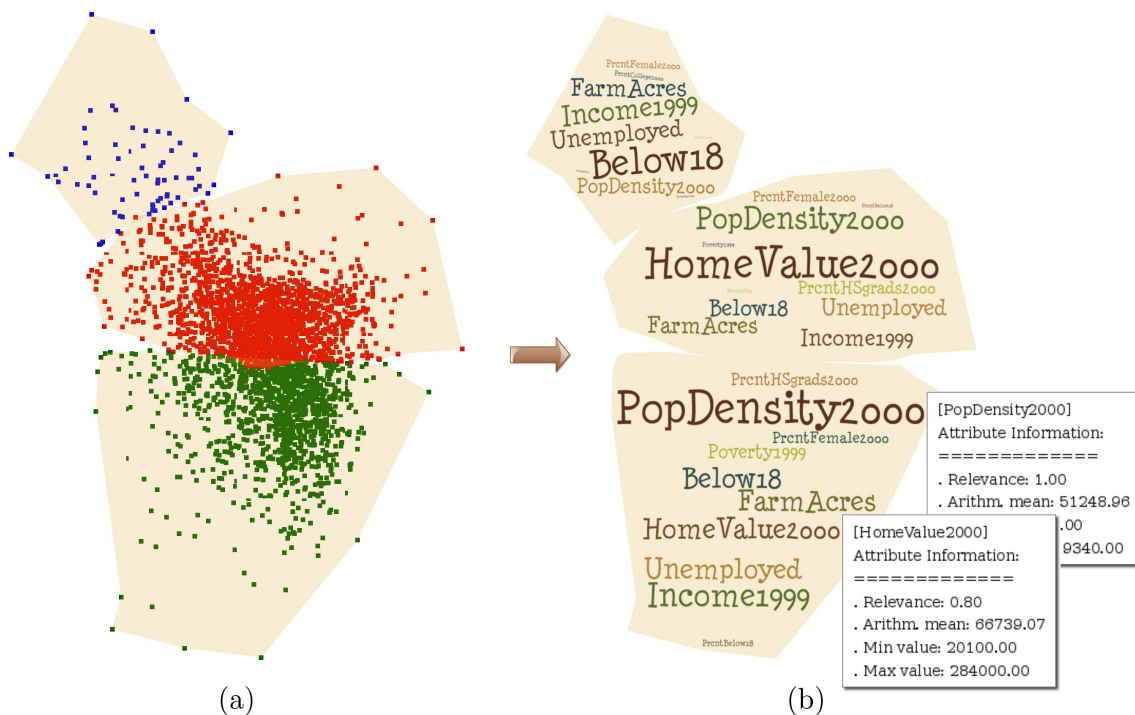 PrcntFemale2000
PrcntCollege2000
FarmAcres
Income1999
Unemployed
Below18
PopDensity2000
PrcntFemale2000
PrcntBelow18
PopDensity2000
Poverty1999
HomeValue2000
PrcntHSgrads2000
Below18
Unemployed
FarmAcres
Income1999
PrcntHSgrads2000
PopDensity2000
PrcntFemale2000
Poverty1999
Below18
FarmAcres
HomeValue2000
Unemployed
Income1999
PrcntBelow18
[PopDensity2000]
Attribute Information:
=============
. Relevance: 1.00
. Arithm. mean: 51248.96
.00
9340.00
[HomeValue2000]
Attribute Information:
=============
. Relevance: 0.80
. Arithm. mean: 66739.07
. Min value: 20100.00
. Max value: 284000.00
(a)
(b)